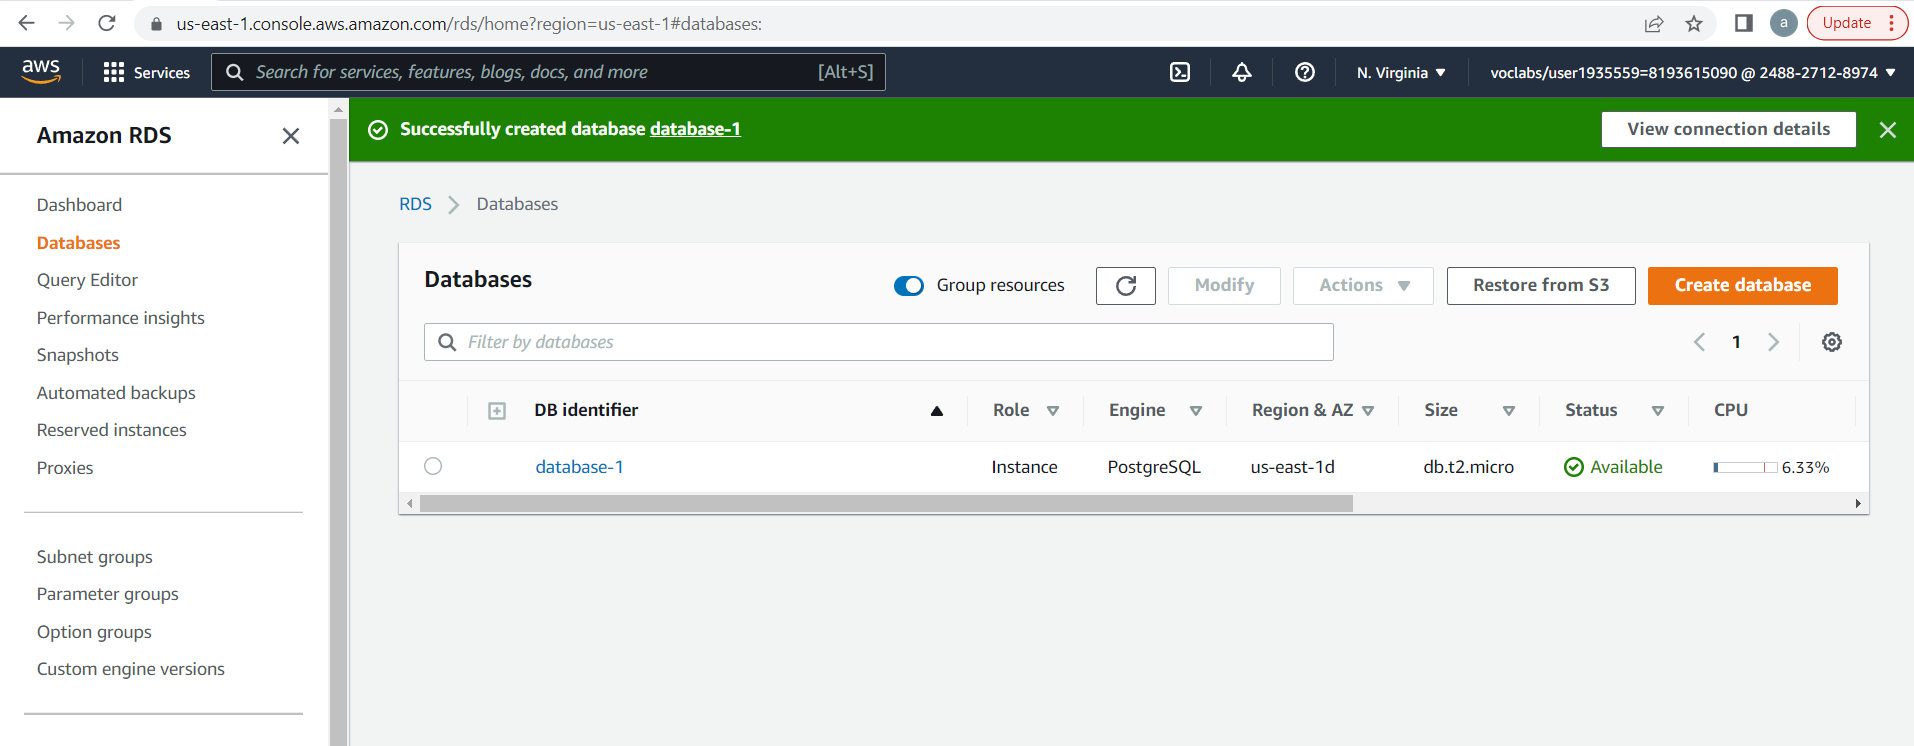 us-east-1.console.aws.amazon.com/rds/home?region=us-east-1#databases:
a
Update
aws
Services
Search for services, features, blogs, docs, and more
[Alt+S]
N. Virginia
voclabs/user1935559=8193615090 @ 2488-2712-8974
Amazon RDS
Dashboard
Databases
Query Editor
Performance insights
Snapshots
Automated backups
Reserved instances
Proxies
Subnet groups
Parameter groups
Option groups
Custom engine versions
Successfully created database database-1
View connection details
RDS
Databases
Databases
Group resources
Modify
Actions
Restore from S3
Create database
Filter by databases
1
DB identifier Role Engine Region & AZ Size Status CPU
database-1 Instance PostgreSQL us-east-1d db.t2.micro Available 6.33%